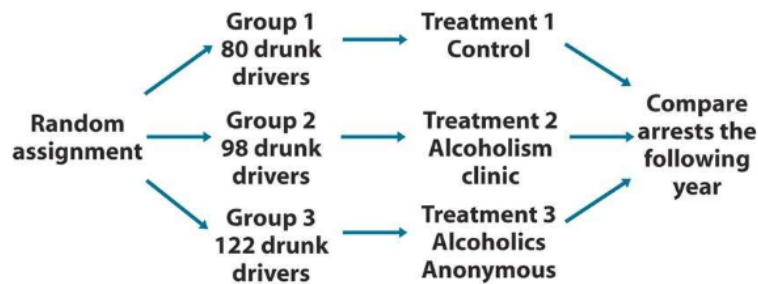 Random
assignment
Group 1
80 drunk
drivers
Treatment 1
Control
Group 2
98 drunk
drivers
Treatment 2
Alcoholism
clinic
Group 3
122 drunk
drivers
Treatment 3
Alcoholics
Anonymous
Compare
arrests the
following
year